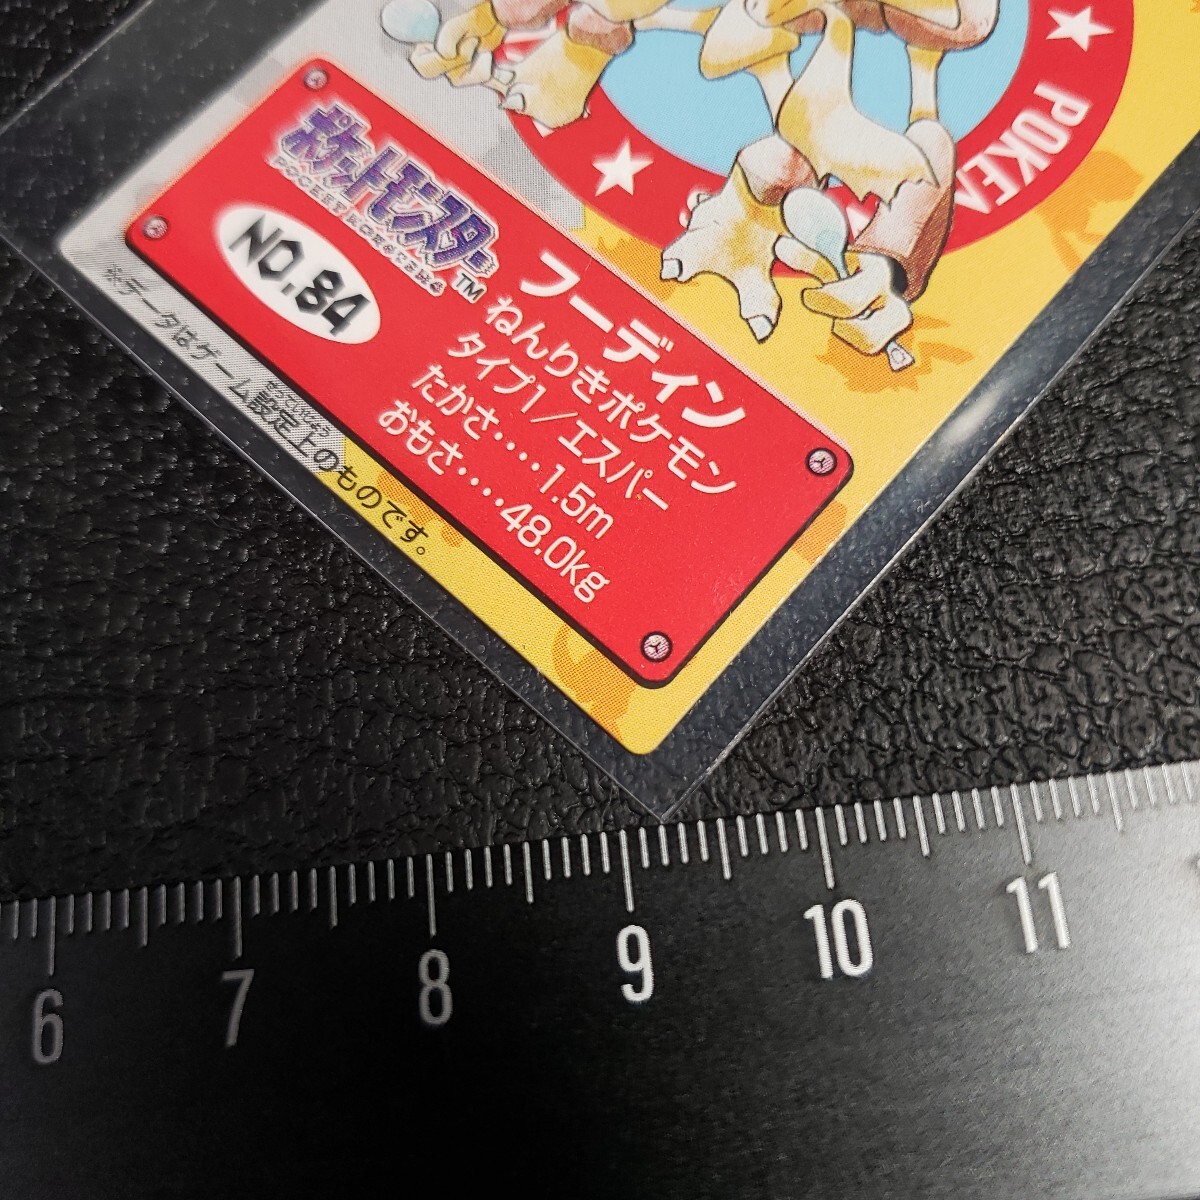 POKÉM
ポケットモンスター
POCKET MONSTERS
TM
NO.84
フーディン
ねんりきポケモン
タイプ1/エスパー
たかさ‥‥1.5m
おもさ‥‥48.0kg
※データはゲーム設定上のものです。
6 7 8 9 10 11